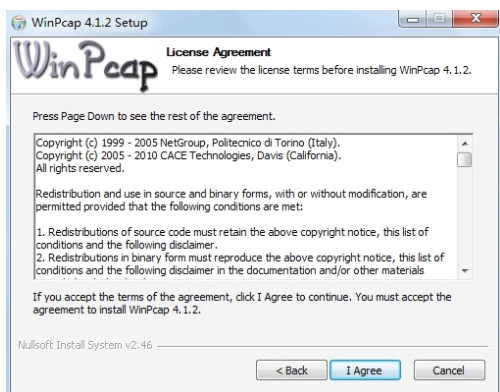 WinPcap 4.1.2 Setup
WinPcap
License Agreement
Please review the license terms before installing WinPcap 4.1.2.
Press Page Down to see the rest of the agreement.
Copyright (c) 1999 - 2005 NetGroup, Politecnico di Torino (Italy).
Copyright (c) 2005 - 2010 CACE Technologies, Davis (California).
All rights reserved.
Redistribution and use in source and binary forms, with or without modification, are
permitted provided that the following conditions are met:
1. Redistributions of source code must retain the above copyright notice, this list of
conditions and the following disclaimer.
2. Redistributions in binary form must reproduce the above copyright notice, this list of
conditions and the following disclaimer in the documentation and/or other materials
If you accept the terms of the agreement, click I Agree to continue. You must accept the
agreement to install WinPcap 4.1.2.
Nullsoft Install System v2.46
< Back
I Agree
Cancel